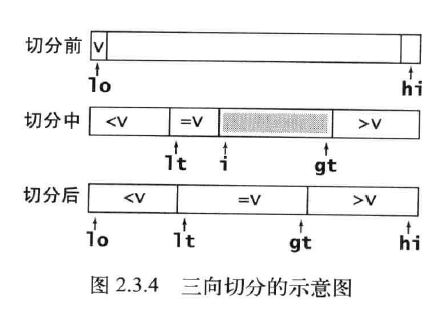 切分前 v
lo hi
切分中 <v =v >v
lt i gt
切分后 <v =v >v
lo lt gt hi
图 2.3.4 三向切分的示意图